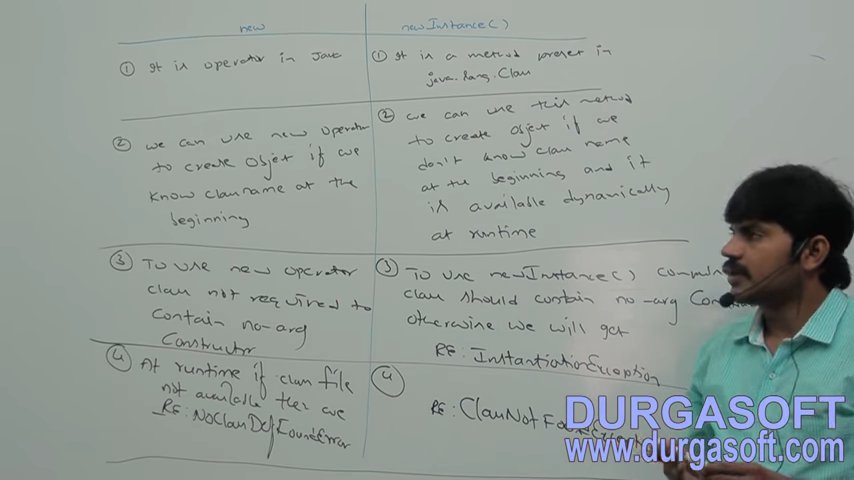 new
① It is operator in Java
② we can use new operator
to create object if we
know classname at the
beginning
③ To use new operator
class not required to
contain no-arg
Constructor
④ At runtime if class file
not available then we
RE: NoClassDefFoundError
newInstance( )
① It is a method present in
java.lang.Class
② we can use this method
to create object if we
don't know class name
at the beginning and it
is available dynamically
at runtime
③ To use newInstance( )
class should contain no-arg
otherwise we will get
RE: InstantiationException
④
RE: ClassNotFoundException
DURGASOFT
www.durgasoft.com